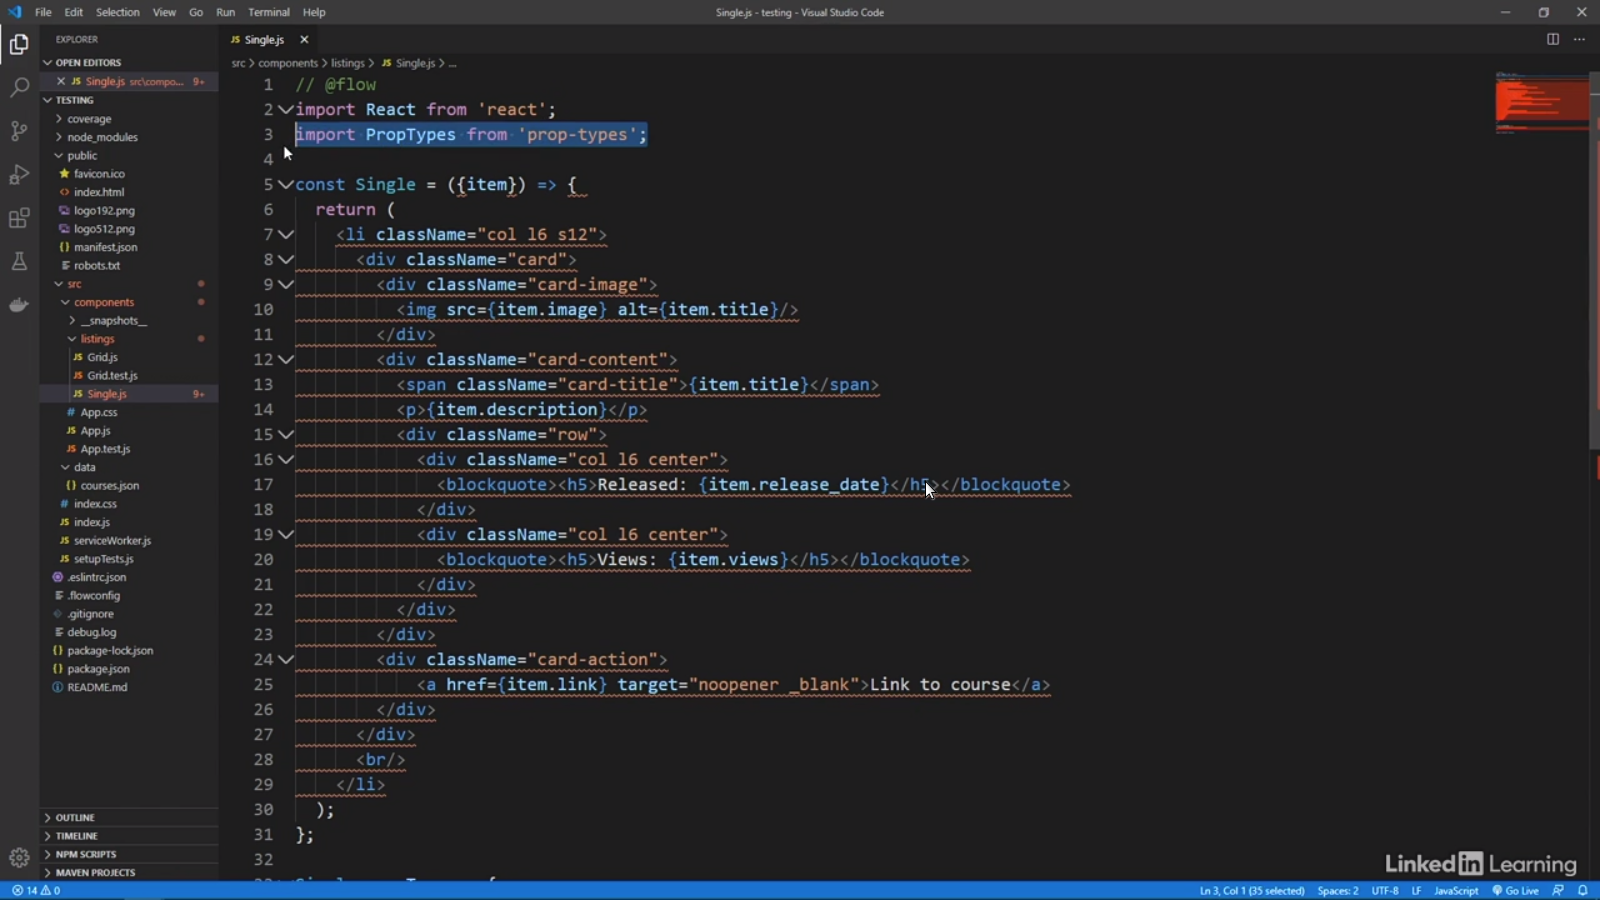 File Edit Selection View Go Run Terminal Help
Single.js - testing - Visual Studio Code
EXPLORER
OPEN EDITORS
JS Single.js src\compo... 9+
TESTING
coverage
node_modules
public
favicon.ico
<> index.html
logo192.png
logo512.png
{} manifest.json
robots.txt
src
components
__snapshots__
listings
JS Grid.js
JS Grid.test.js
JS Single.js 9+
# App.css
JS App.js
JS App.test.js
data
{} courses.json
# index.css
JS index.js
JS serviceWorker.js
JS setupTests.js
.eslintrc.json
.flowconfig
.gitignore
debug.log
{} package-lock.json
{} package.json
README.md
OUTLINE
TIMELINE
NPM SCRIPTS
MAVEN PROJECTS
JS Single.js
src > components > listings > JS Single.js > ...
1 // @flow
2 import React from 'react';
3 import PropTypes from 'prop-types';
4
5 const Single = ({item}) => {
6 return (
7 <li className="col l6 s12">
8 <div className="card">
9 <div className="card-image">
10 <img src={item.image} alt={item.title}/>
11 </div>
12 <div className="card-content">
13 <span className="card-title">{item.title}</span>
14 <p>{item.description}</p>
15 <div className="row">
16 <div className="col l6 center">
17 <blockquote><h5>Released: {item.release_date}</h5></blockquote>
18 </div>
19 <div className="col l6 center">
20 <blockquote><h5>Views: {item.views}</h5></blockquote>
21 </div>
22 </div>
23 </div>
24 <div className="card-action">
25 <a href={item.link} target="noopener _blank">Link to course</a>
26 </div>
27 </div>
28 <br/>
29 </li>
30 );
31 };
32
LinkedIn Learning
14 0
Ln 3, Col 1 (35 selected) Spaces: 2 UTF-8 LF JavaScript Go Live